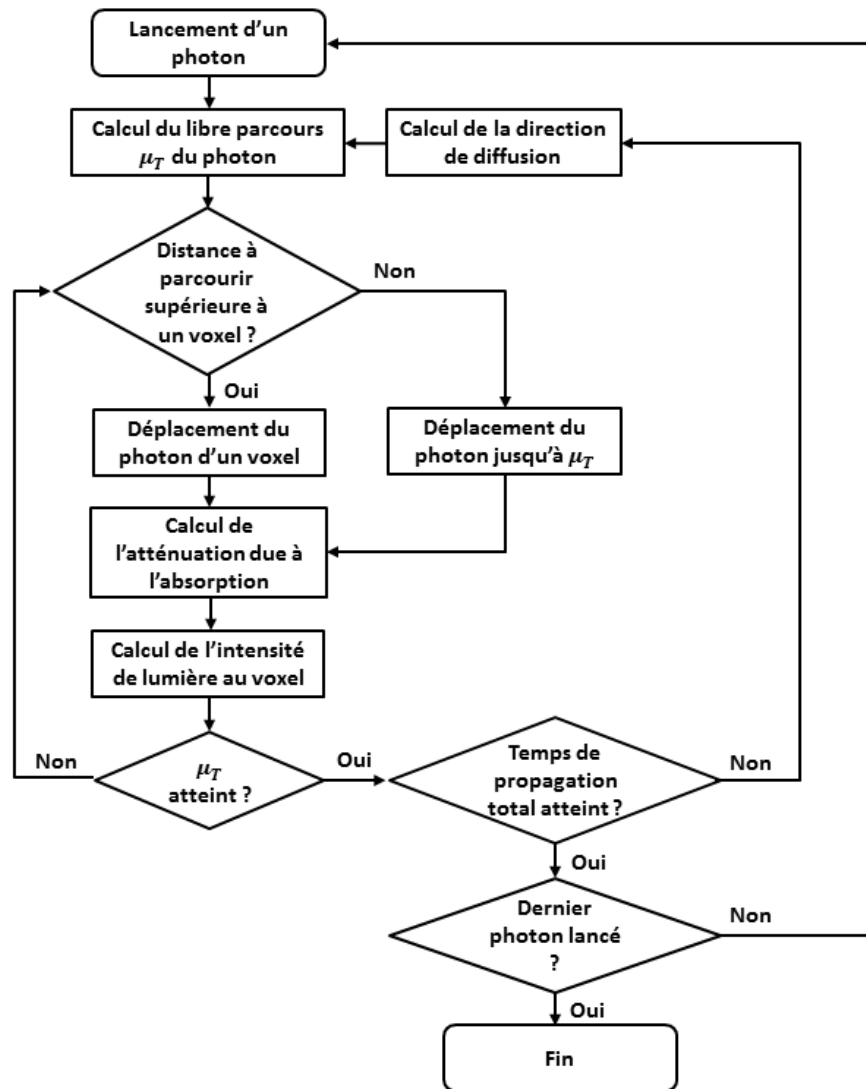 Lancement d'un
photon
Calcul du libre parcours
μT du photon
Calcul de la direction
de diffusion
Distance à
parcourir
supérieure à
un voxel ?
Non
Oui
Déplacement du
photon d'un voxel
Déplacement du
photon jusqu'à μT
Calcul de
l'atténuation due à
l'absorption
Calcul de l'intensité
de lumière au voxel
Non
μT
atteint ?
Oui
Temps de
propagation
total atteint ?
Non
Oui
Dernier
photon lancé
?
Non
Oui
Fin